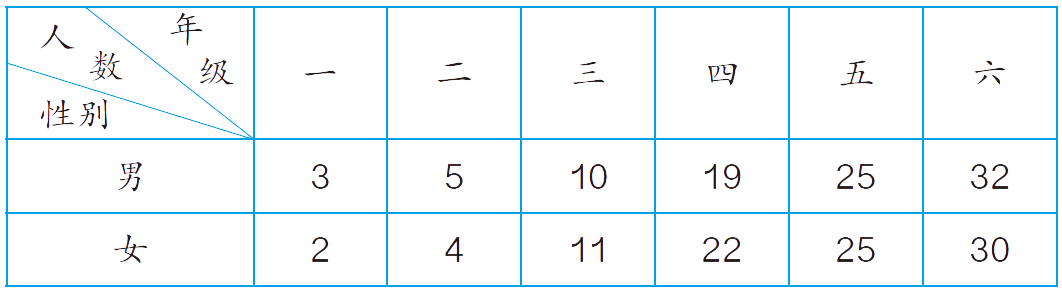 人数 年级 性别 一 二 三 四 五 六
男 3 5 10 19 25 32
女 2 4 11 22 25 30